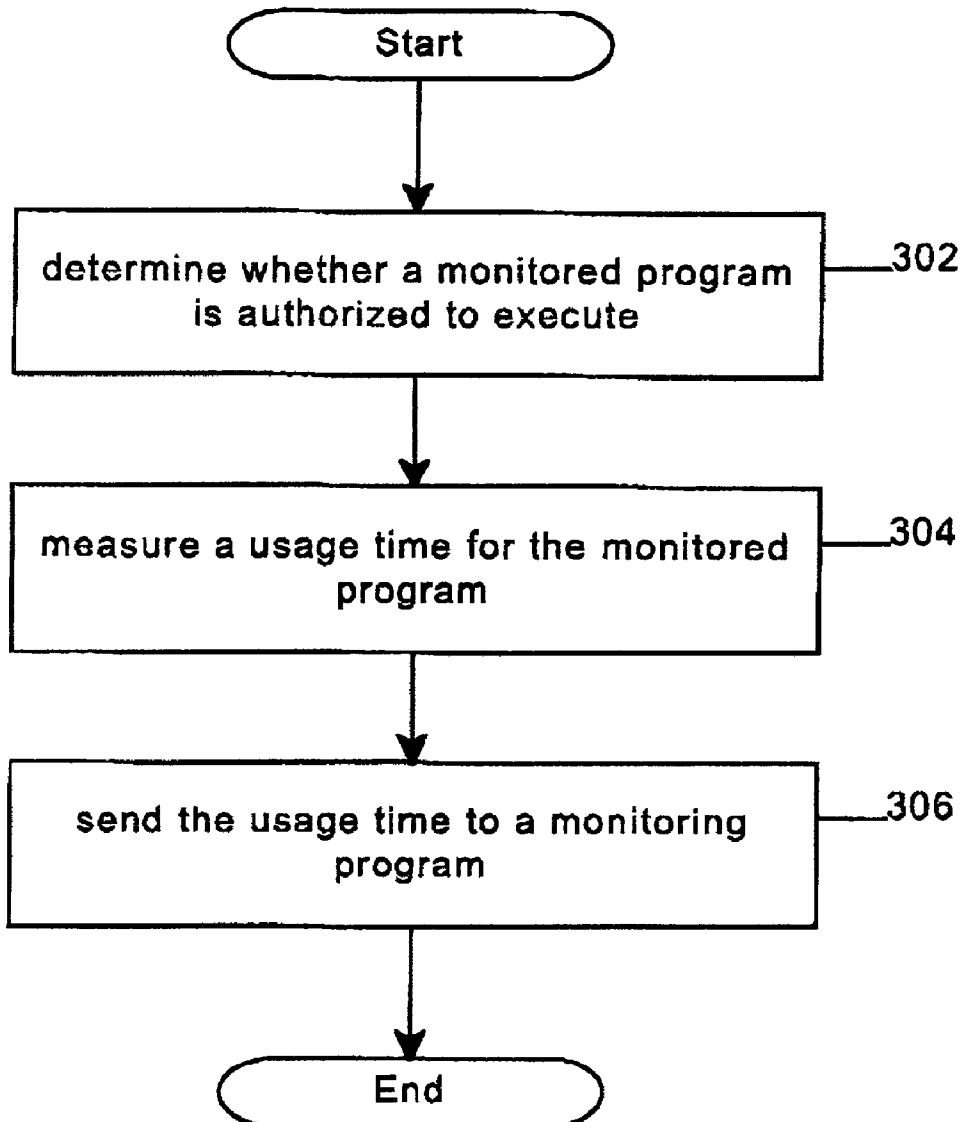 Start
determine whether a monitored program
is authorized to execute
302
measure a usage time for the monitored
program
304
send the usage time to a monitoring
program
306
End